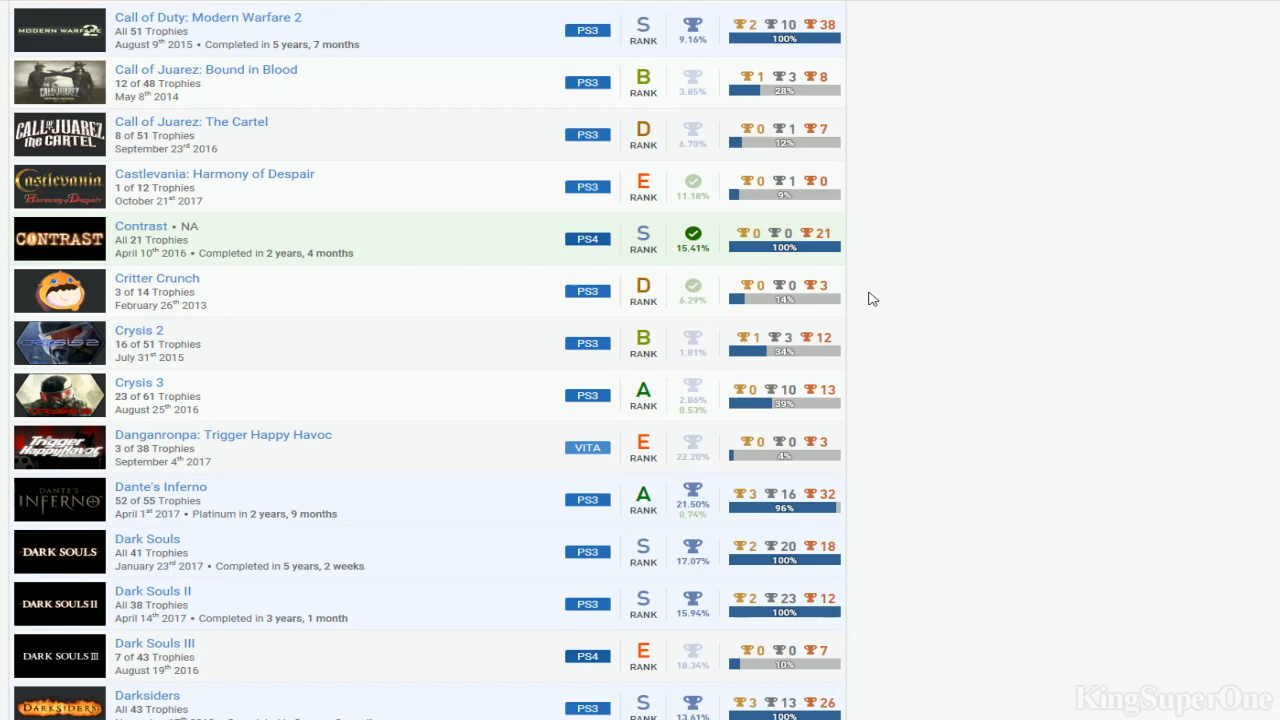 MODERN WARFARE 2
Call of Duty: Modern Warfare 2
All 51 Trophies
August 9th 2015 • Completed in 5 years, 7 months
PS3
S
RANK
9.16%
2 10 38
100%
Call of Juarez: Bound in Blood
12 of 48 Trophies
May 8th 2014
PS3
B
RANK
3.85%
1 3 8
28%
CALL OF JUAREZ
THE CARTEL
Call of Juarez: The Cartel
8 of 51 Trophies
September 23rd 2016
PS3
D
RANK
6.70%
0 1 7
12%
Castlevania
Harmony of Despair
Castlevania: Harmony of Despair
1 of 12 Trophies
October 21st 2017
PS3
E
RANK
11.18%
0 1 0
9%
CONTRAST
Contrast • NA
All 21 Trophies
April 10th 2016 • Completed in 2 years, 4 months
PS4
S
RANK
15.41%
0 0 21
100%
Critter Crunch
3 of 14 Trophies
February 26th 2013
PS3
D
RANK
6.29%
0 0 3
14%
CRYSIS 2
Crysis 2
16 of 51 Trophies
July 31st 2015
PS3
B
RANK
1.81%
1 3 12
34%
CRYSIS 3
Crysis 3
23 of 61 Trophies
August 25th 2016
PS3
A
RANK
2.86%
0.53%
0 10 13
39%
Trigger
HappyHavoc
Danganronpa: Trigger Happy Havoc
3 of 38 Trophies
September 4th 2017
VITA
E
RANK
22.20%
0 0 3
4%
DANTE'S
INFERNO
Dante's Inferno
52 of 55 Trophies
April 1st 2017 • Platinum in 2 years, 9 months
PS3
A
RANK
21.50%
0.74%
3 16 32
96%
DARK SOULS
Dark Souls
All 41 Trophies
January 23rd 2017 • Completed in 5 years, 2 weeks
PS3
S
RANK
17.07%
2 20 18
100%
DARK SOULS II
Dark Souls II
All 38 Trophies
April 14th 2017 • Completed in 3 years, 1 month
PS3
S
RANK
15.94%
2 23 12
100%
DARK SOULS III
Dark Souls III
7 of 43 Trophies
August 19th 2016
PS4
E
RANK
18.34%
0 0 7
10%
DARKSIDERS
Darksiders
All 43 Trophies
PS3
S
RANK
13.61%
3 13 26
100%
KingSuperOne